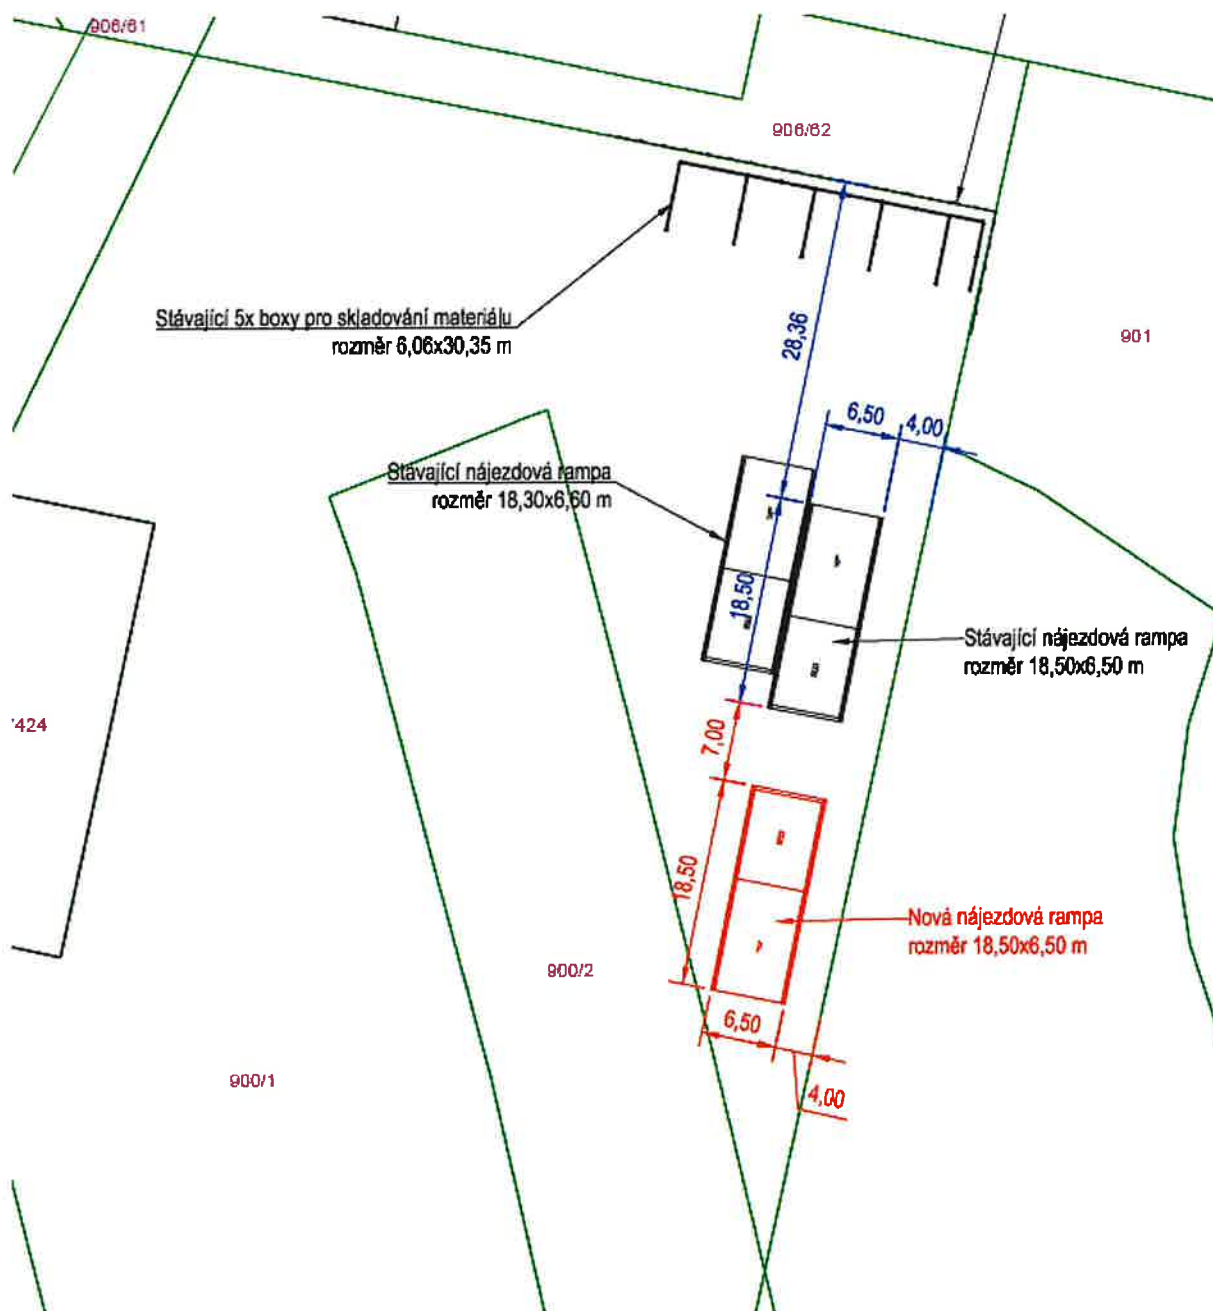 906/61
906/62
Stávající 5x boxy pro skladování materiálu
rozměr 6,06x30,35 m
28,36
901
6,50
4,00
Stávající nájezdová rampa
rozměr 18,30x6,60 m
18,50
Stávající nájezdová rampa
rozměr 18,50x6,50 m
/424
7,00
18,50
Nová nájezdová rampa
rozměr 18,50x6,50 m
900/2
6,50
900/1
4,00